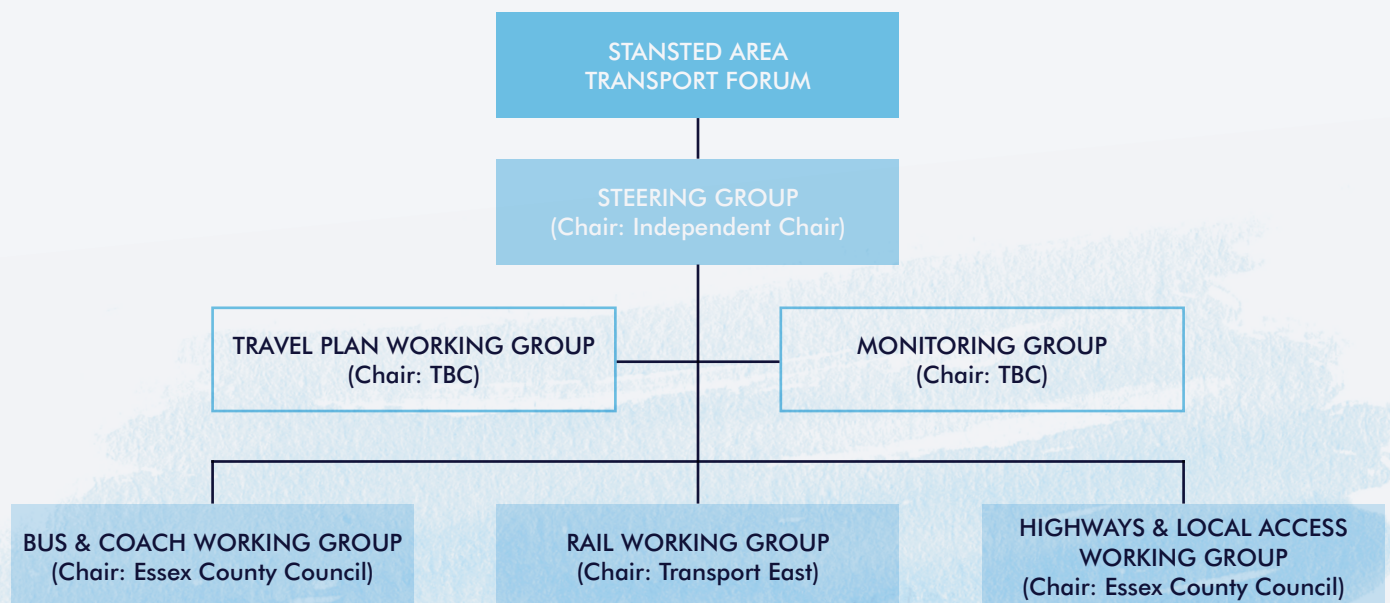 STANSTED AREA
TRANSPORT FORUM
STEERING GROUP
(Chair: Independent Chair)
TRAVEL PLAN WORKING GROUP
(Chair: TBC)
MONITORING GROUP
(Chair: TBC)
BUS & COACH WORKING GROUP
(Chair: Essex County Council)
RAIL WORKING GROUP
(Chair: Transport East)
HIGHWAYS & LOCAL ACCESS
WORKING GROUP
(Chair: Essex County Council)